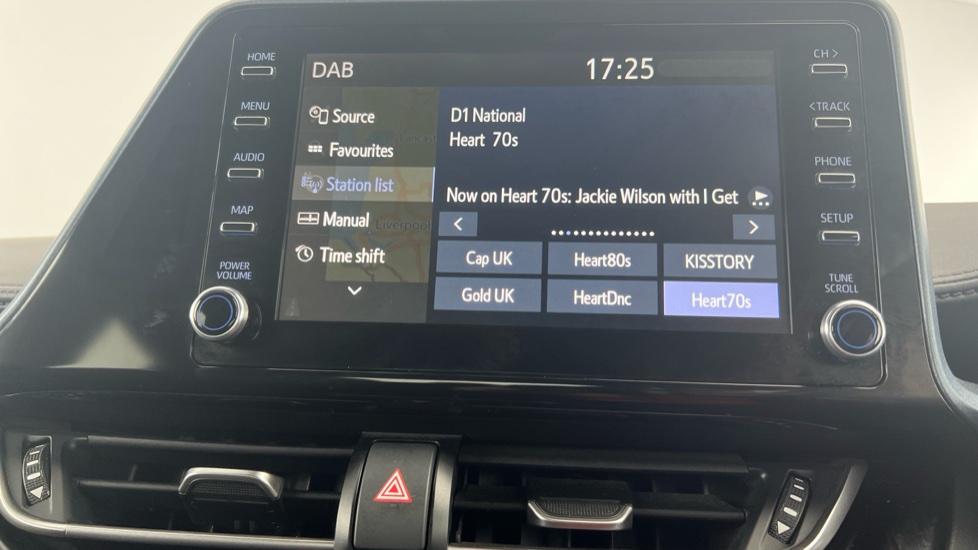 DAB
17:25
Source
Favourites
Station list
Manual
Time shift
Liverpool
D1 National
Heart 70s
Now on Heart 70s: Jackie Wilson with I Get
Cap UK
Heart80s
KISSTORY
Gold UK
HeartDnc
Heart70s
HOME
MENU
AUDIO
MAP
POWER
VOLUME
CH >
<TRACK
PHONE
SETUP
TUNE
SCROLL